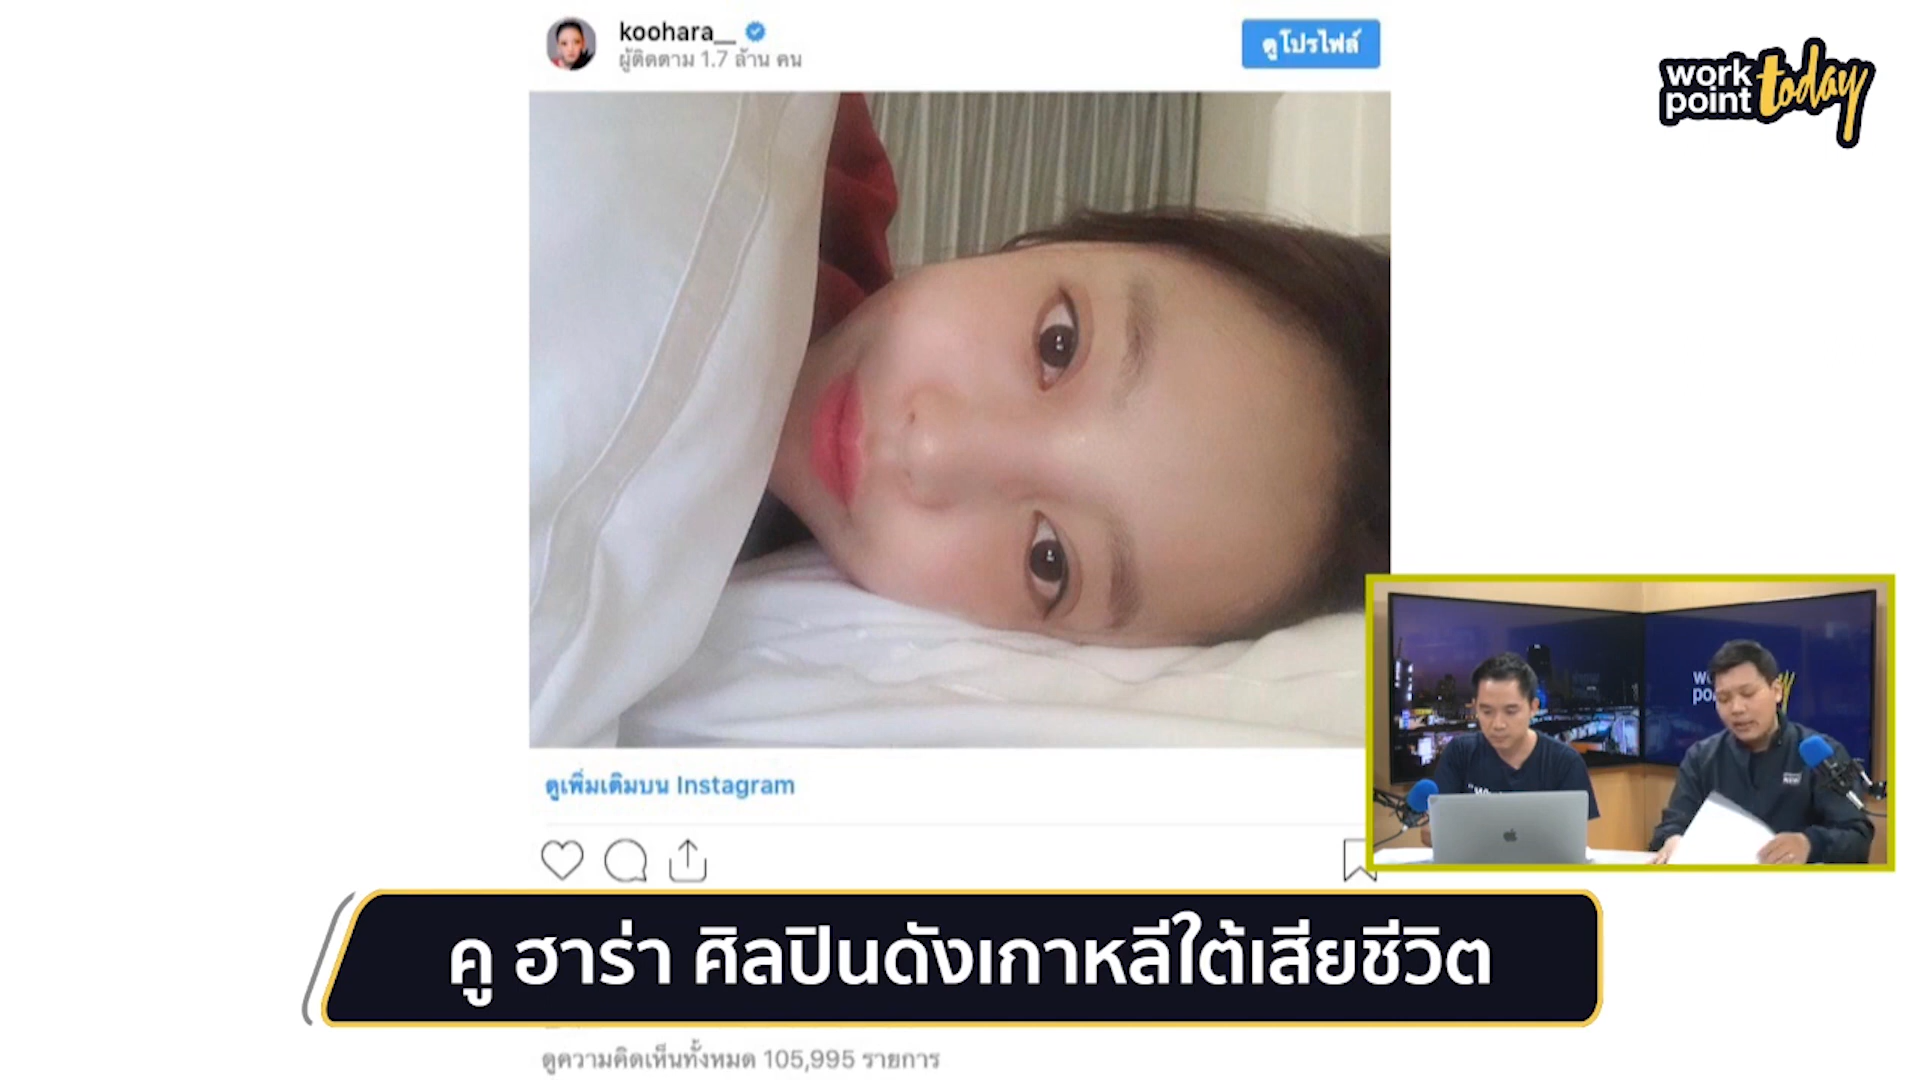 koohara__
ผู้ติดตาม 1.7 ล้าน คน
ดูโปรไฟล์
work
point today
ดูเพิ่มเติมบน Instagram
คู ฮาร่า ศิลปินดังเกาหลีใต้เสียชีวิต
ดูความคิดเห็นทั้งหมด 105,995 รายการ